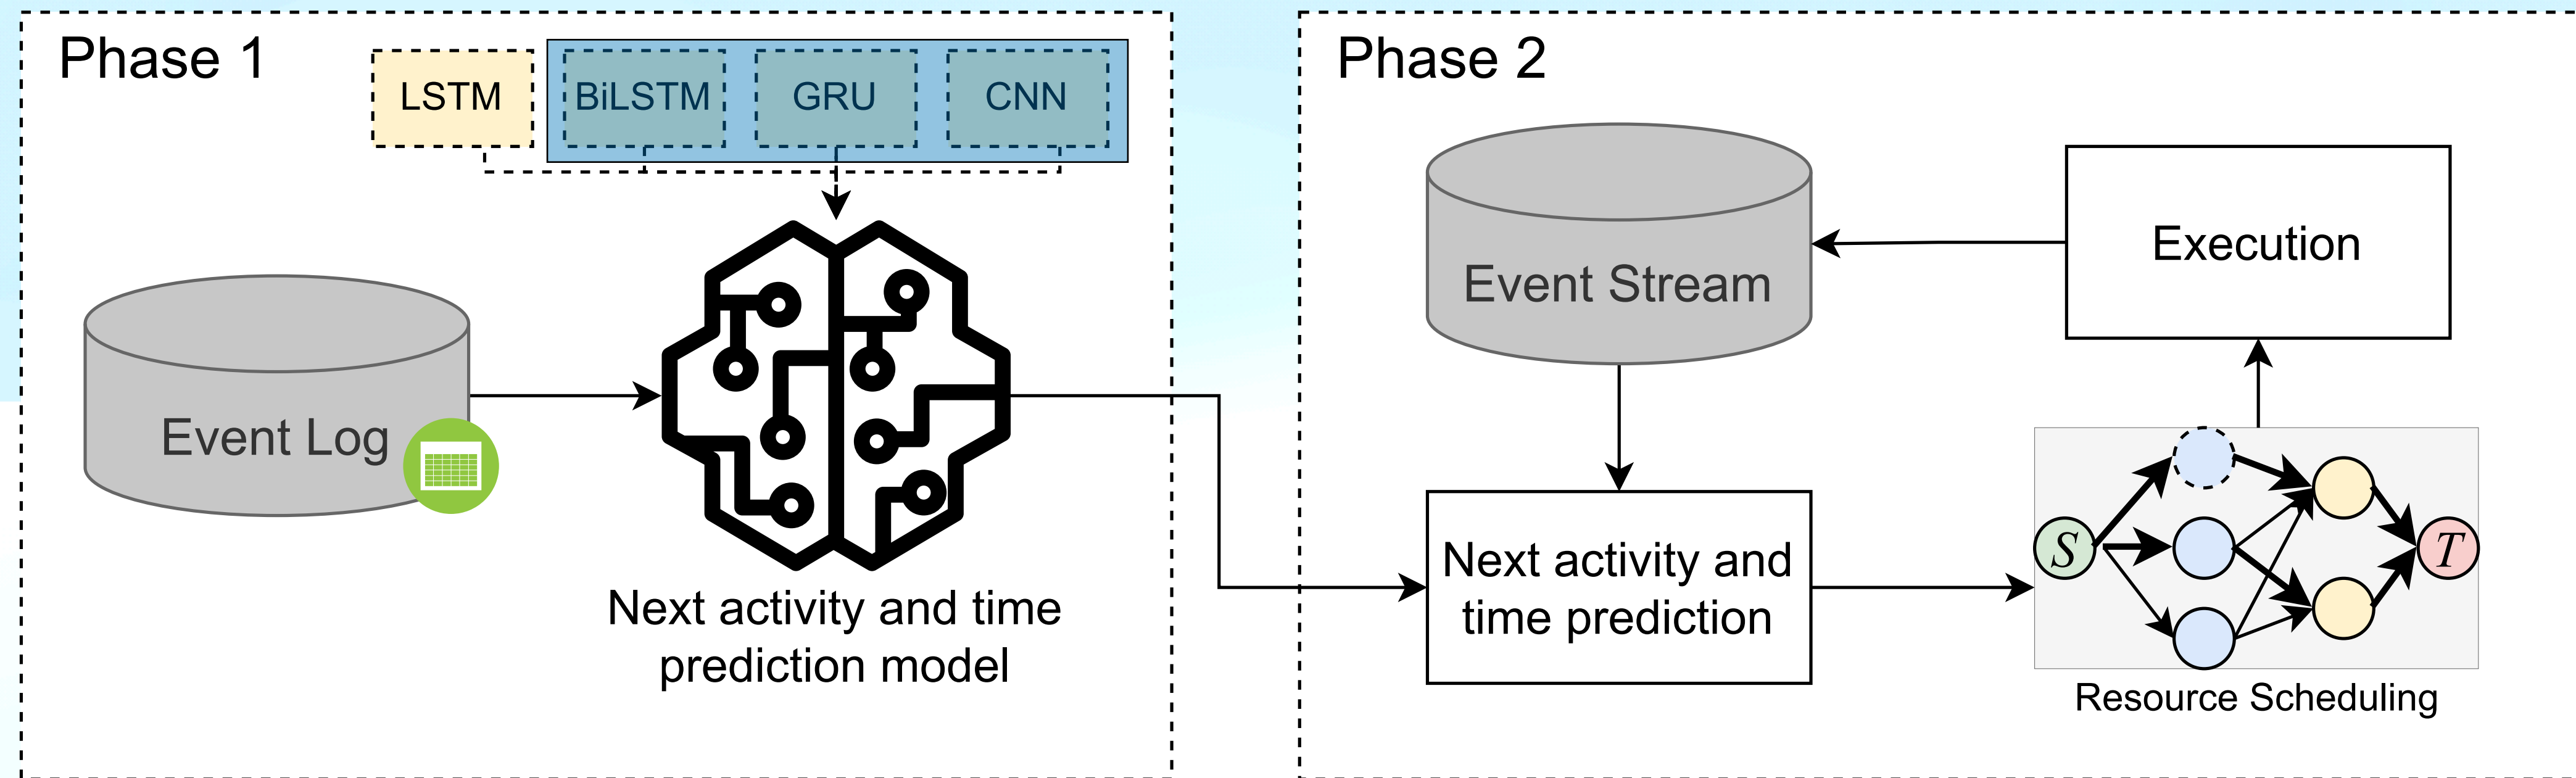 Phase 1
LSTM
BiLSTM
GRU
CNN
Event Log
Next activity and time
prediction model
Phase 2
Event Stream
Execution
Next activity and
time prediction
S
T
Resource Scheduling